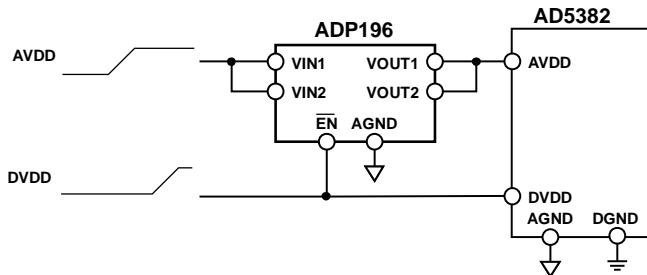 ADP196
AD5382
AVDD
VIN1
VOUT1
AVDD
VIN2
VOUT2
EN
AGND
DVDD
DVDD
AGND
DGND